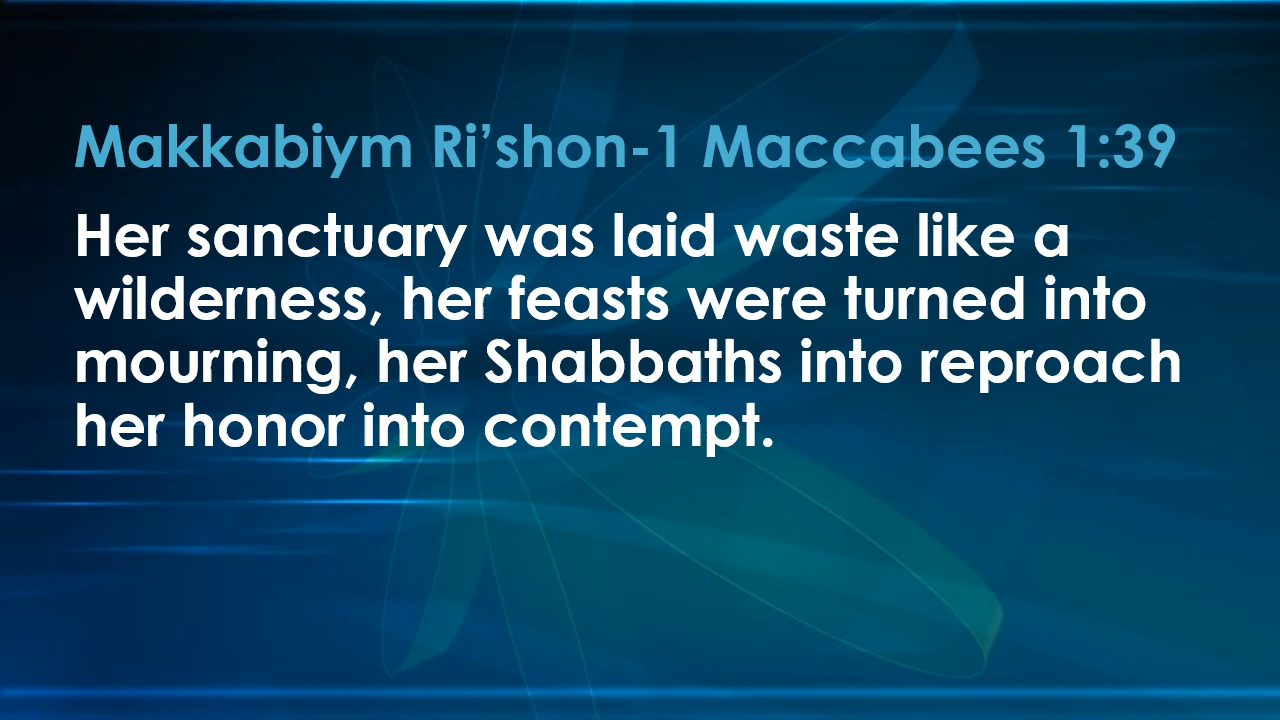 Makkabiym Ri’shon-1 Maccabees 1:39
Her sanctuary was laid waste like a
wilderness, her feasts were turned into
mourning, her Shabbaths into reproach
her honor into contempt.